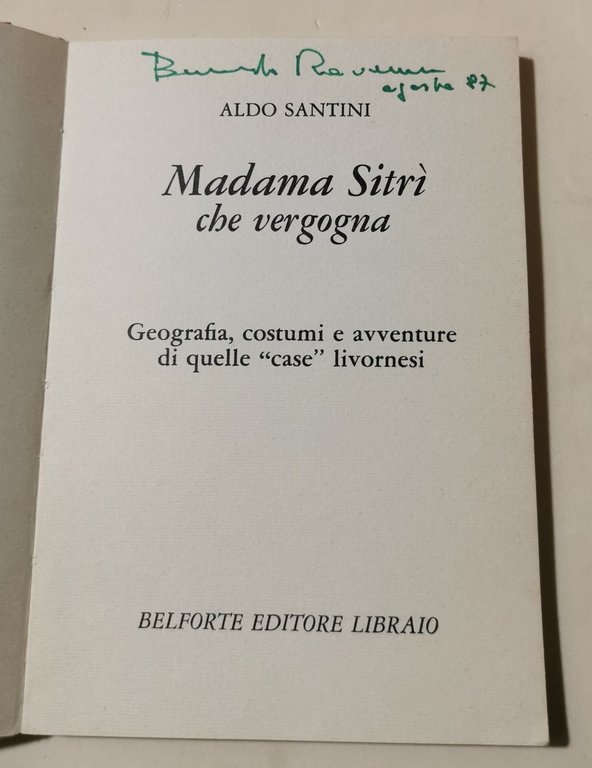 agosto 87
ALDO SANTINI
Madama Sitrì
che vergogna
Geografia, costumi e avventure
di quelle “case” livornesi
BELFORTE EDITORE LIBRAIO